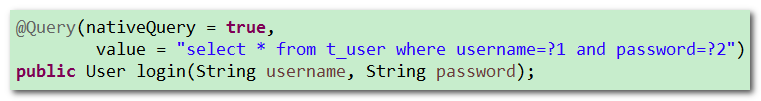 @Query(nativeQuery = true,
value = "select * from t_user where username=?1 and password=?2")
public User login(String username, String password);